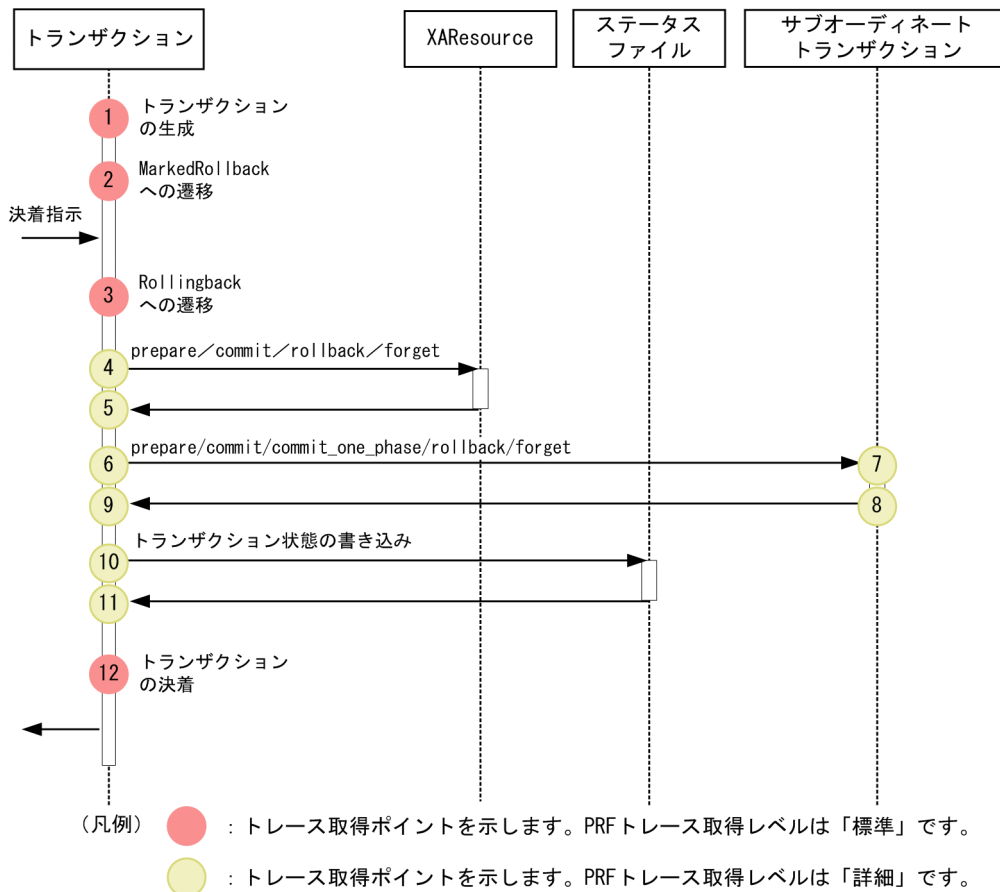 トランザクション
XAResource
ステータス
ファイル
サブオーディネート
トランザクション
1
トランザクション
の生成
2
MarkedRollback
への遷移
決着指示
3
Rollingback
への遷移
4
prepare／commit／rollback／forget
5
6
prepare/commit/commit_one_phase/rollback/forget
7
9
8
10
トランザクション状態の書き込み
11
12
トランザクション
の決着
（凡例）
：トレース取得ポイントを示します。PRFトレース取得レベルは「標準」です。
：トレース取得ポイントを示します。PRFトレース取得レベルは「詳細」です。